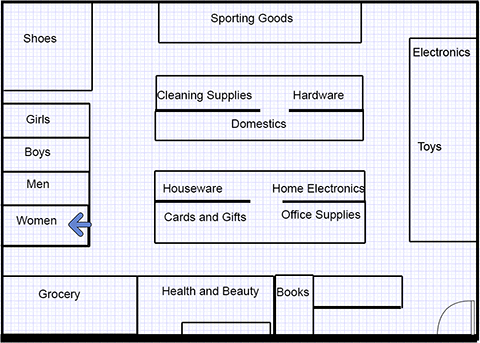 Sporting Goods
Shoes
Electronics
Cleaning Supplies
Hardware
Girls
Domestics
Boys
Toys
Men
Houseware
Home Electronics
Women
Cards and Gifts
Office Supplies
Grocery
Health and Beauty
Books